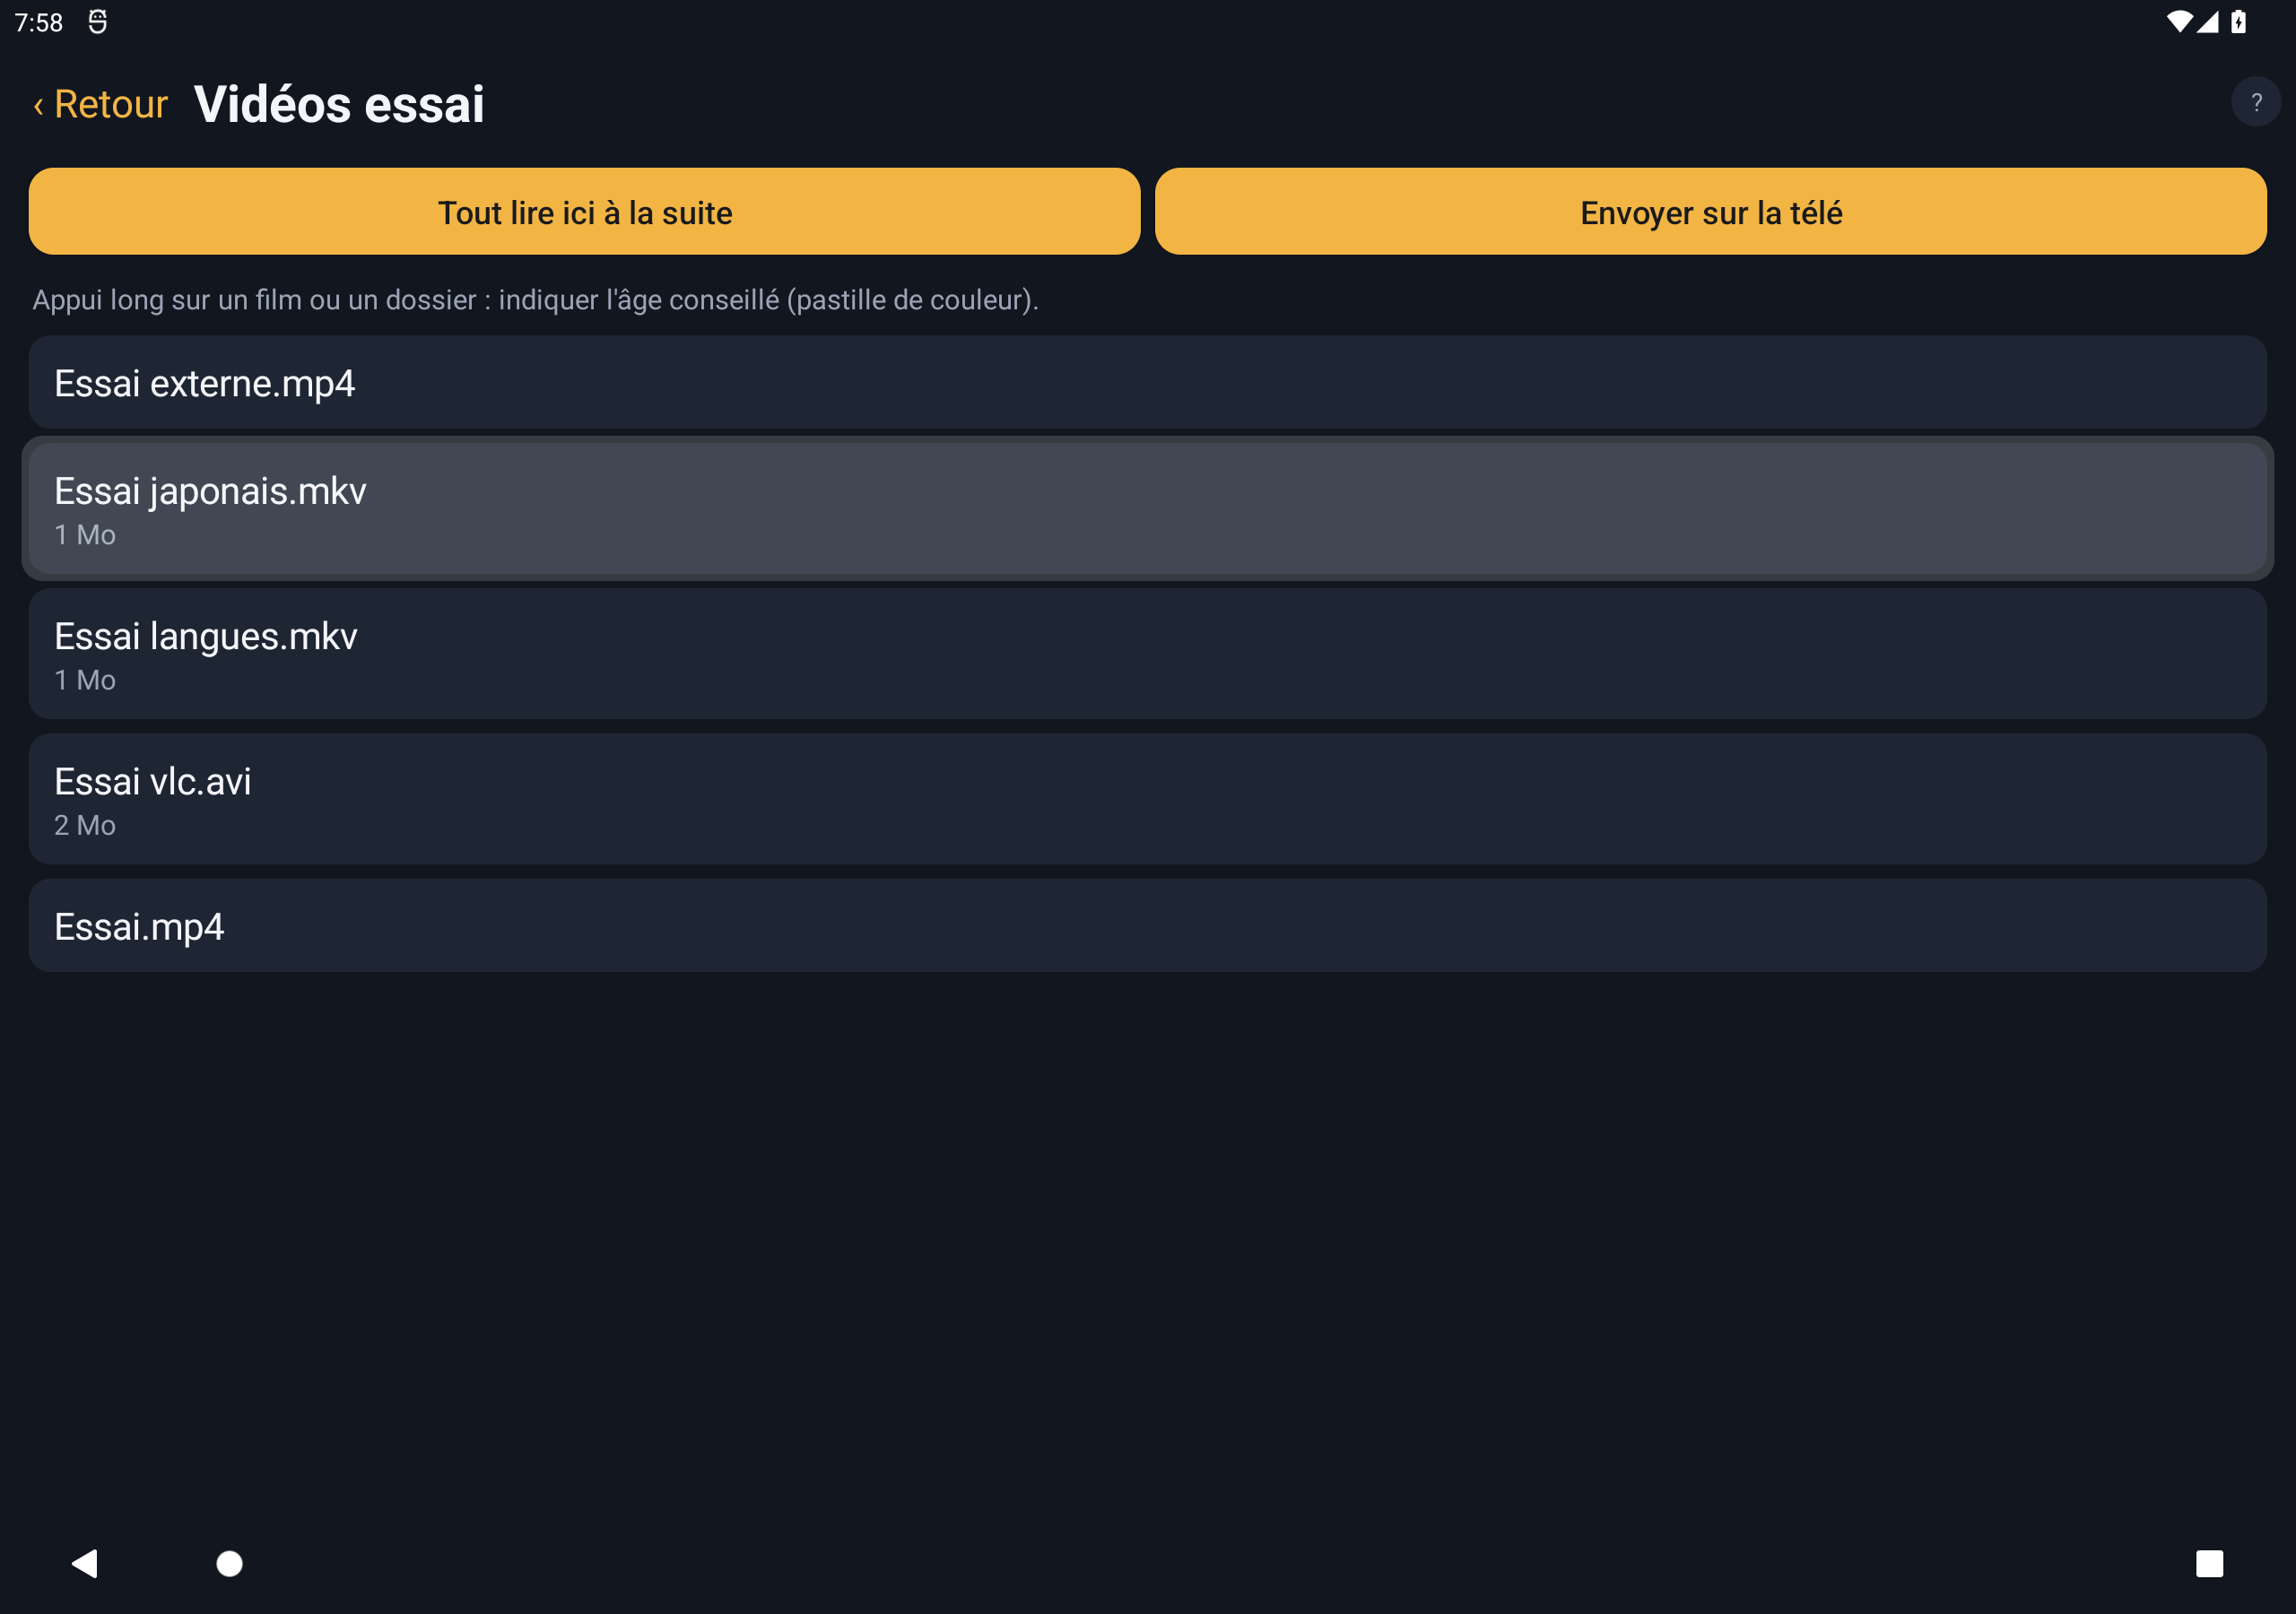 7:58
‹ Retour Vidéos essai ?
Tout lire ici à la suite
Envoyer sur la télé
Appui long sur un film ou un dossier : indiquer l'âge conseillé (pastille de couleur).
Essai externe.mp4
Essai japonais.mkv
1 Mo
Essai langues.mkv
1 Mo
Essai vlc.avi
2 Mo
Essai.mp4